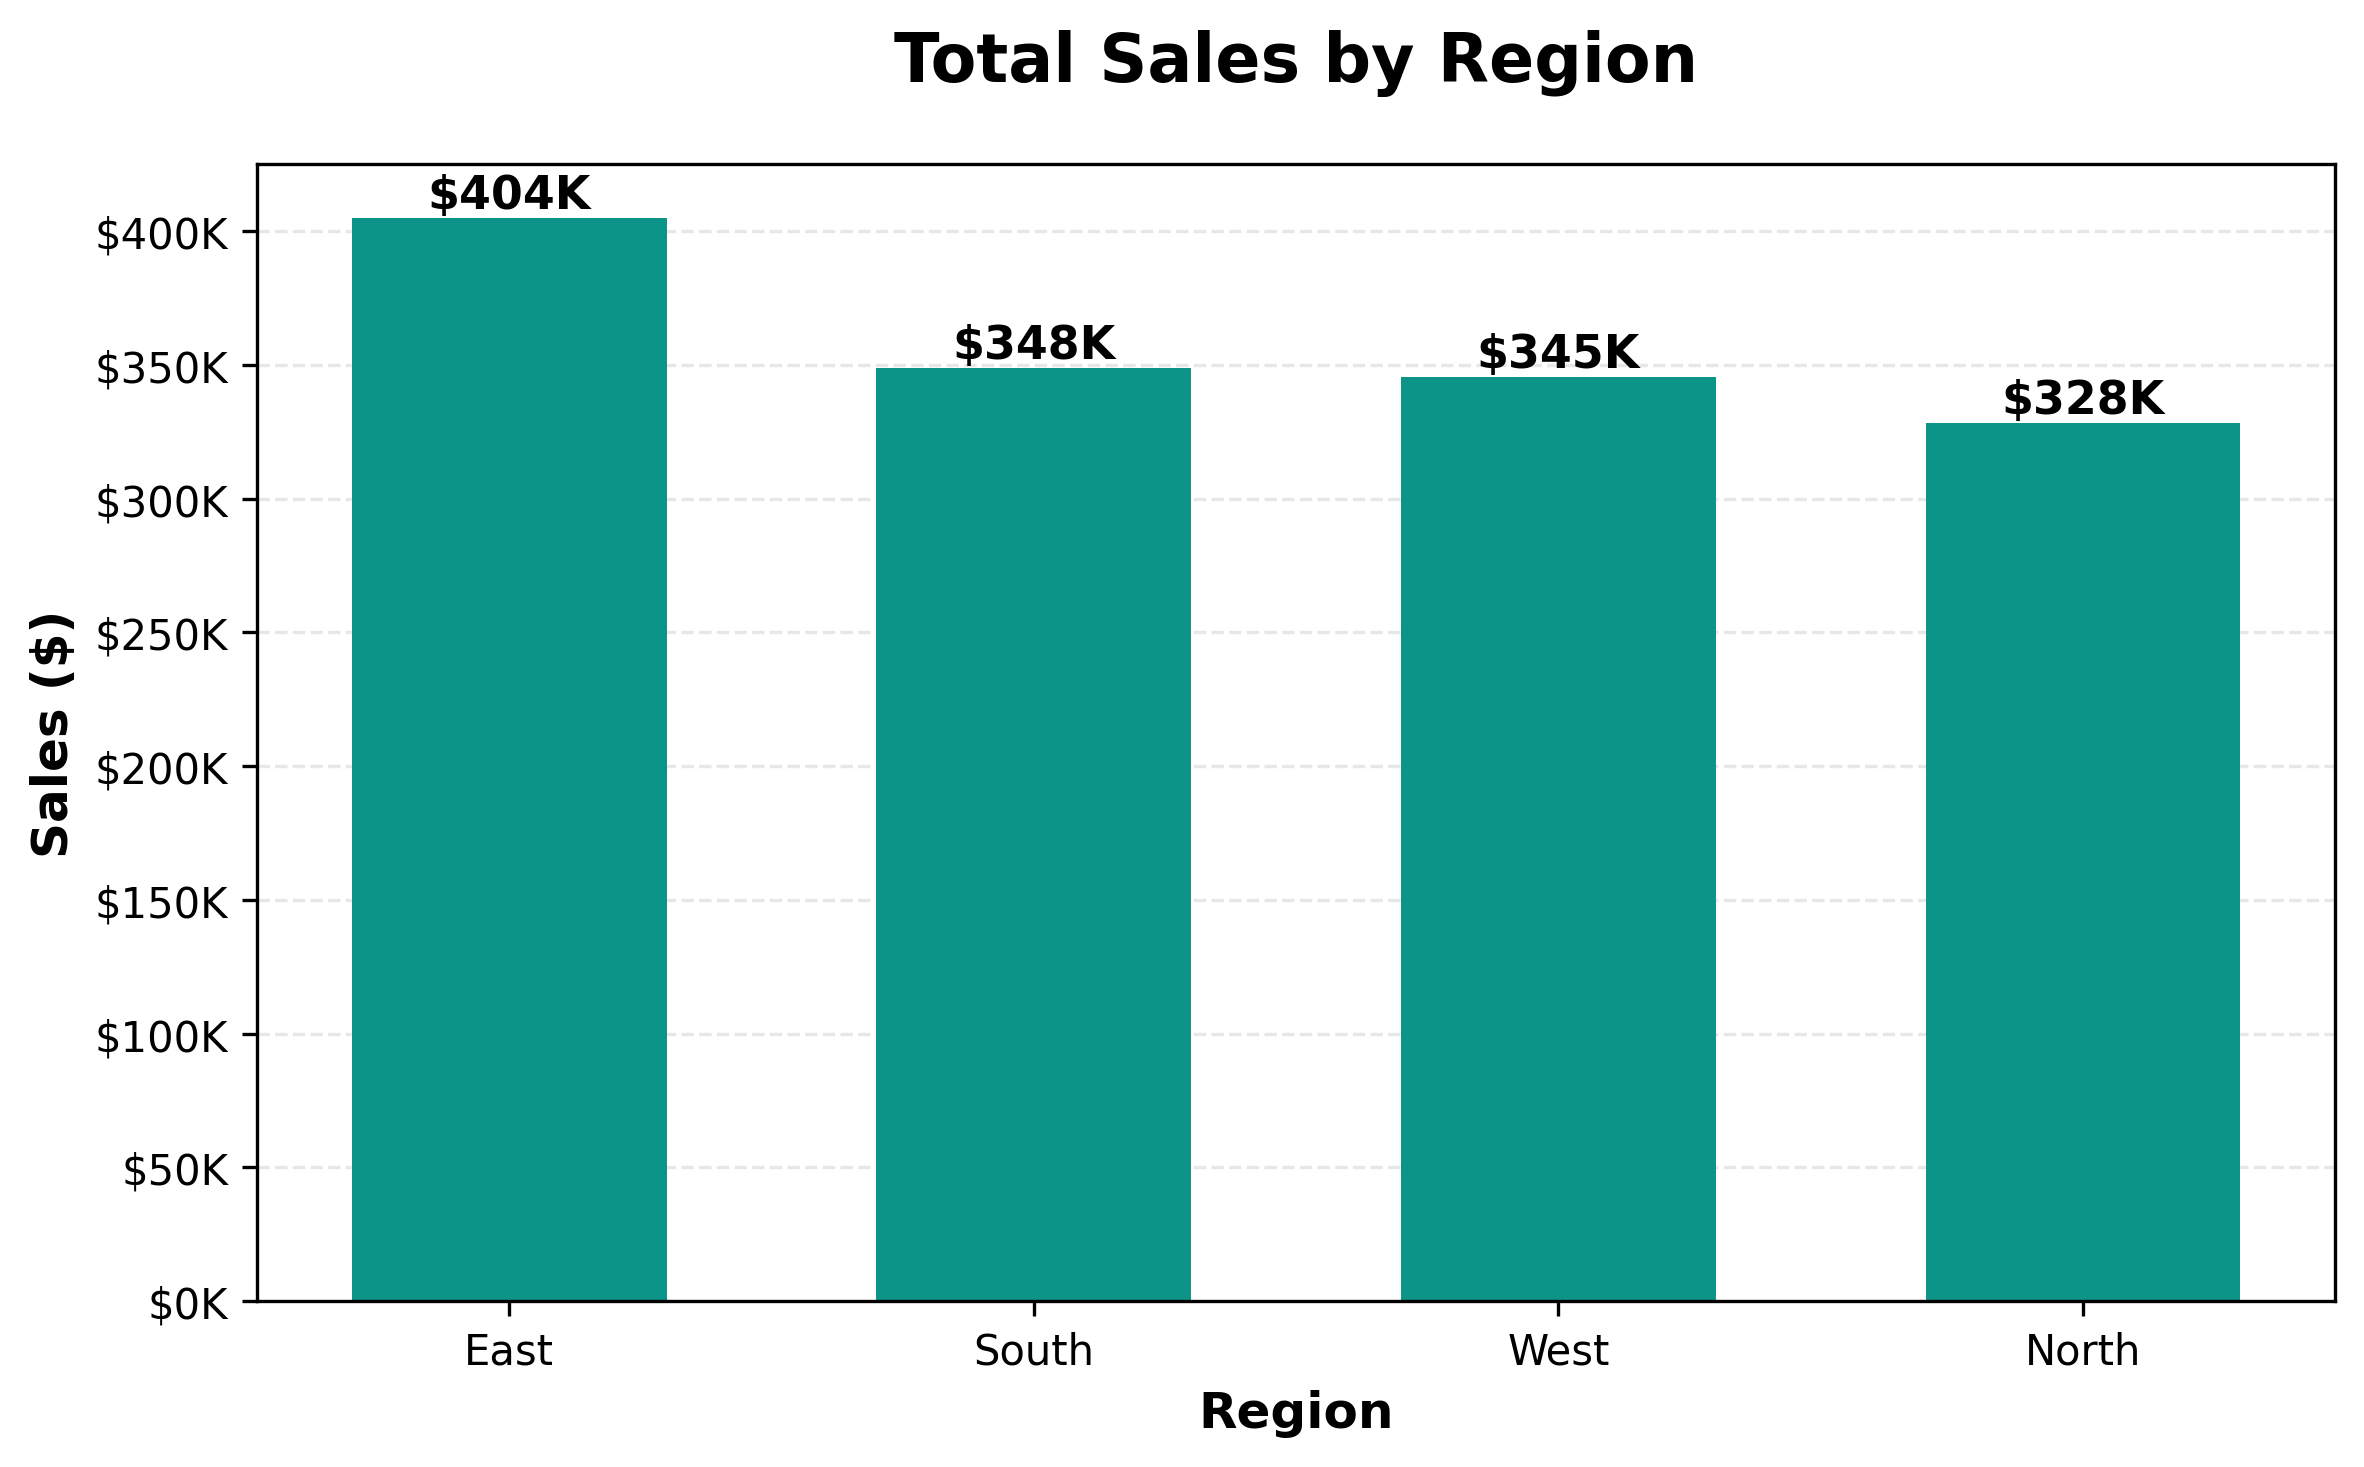 Total Sales by Region
$404K
$348K
$345K
$328K
$400K
$350K
$300K
$250K
$200K
$150K
$100K
$50K
$0K
Sales ($)
East South West North
Region